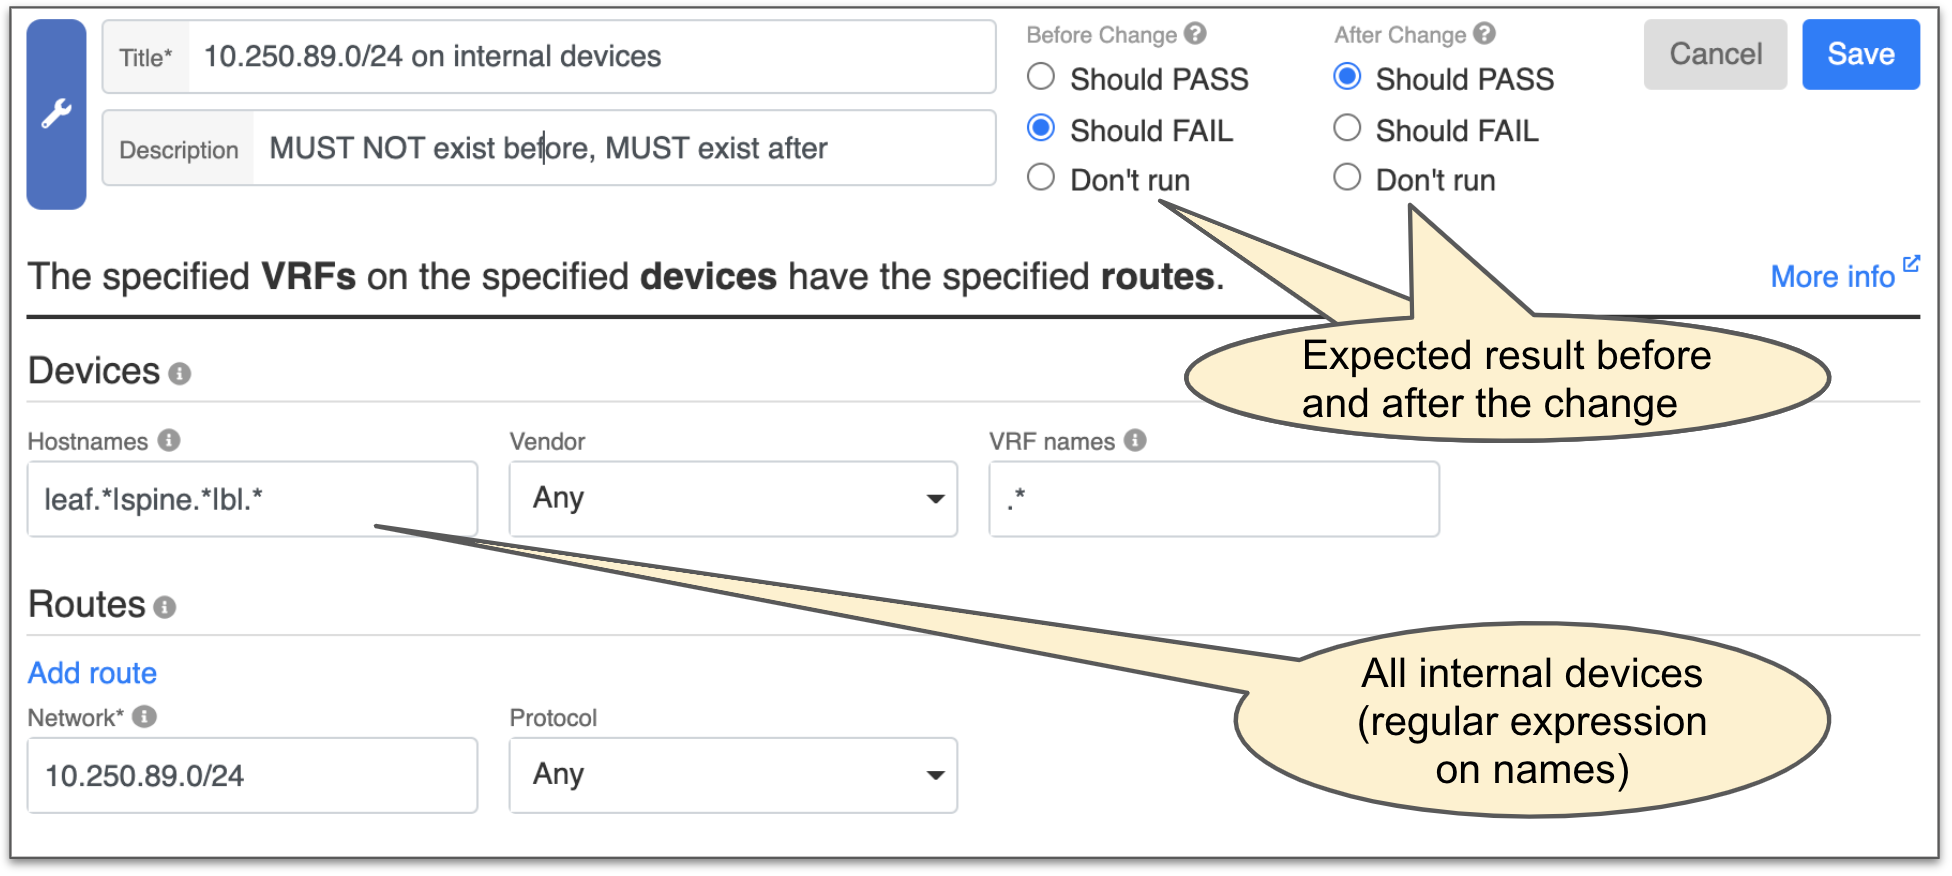 Title* 10.250.89.0/24 on internal devices
Description MUST NOT exist before, MUST exist after
Before Change
Should PASS
Should FAIL
Don't run
After Change
Should PASS
Should FAIL
Don't run
Cancel
Save
The specified VRFs on the specified devices have the specified routes.
More info
Expected result before
and after the change
Devices
Hostnames
leaf.*|spine.*|bl.*
Vendor
Any
VRF names
.*
Routes
Add route
Network*
10.250.89.0/24
Protocol
Any
All internal devices
(regular expression
on names)